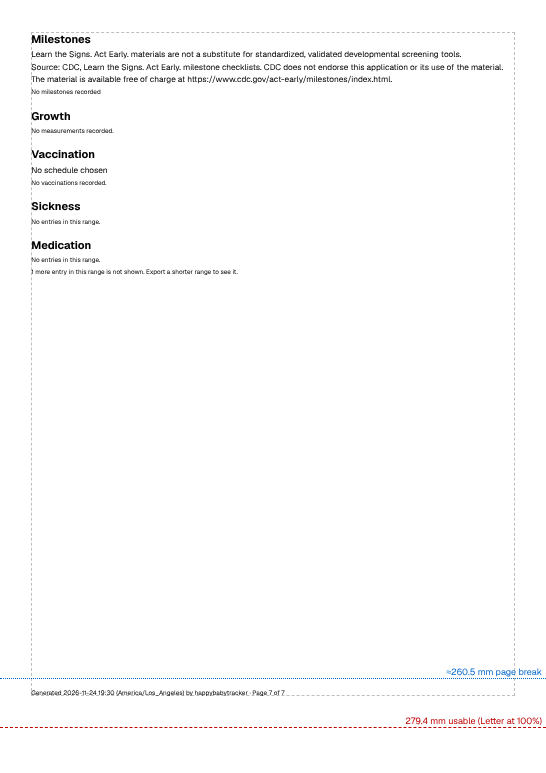 Milestones
Learn the Signs. Act Early. materials are not a substitute for standardized, validated developmental screening tools.
Source: CDC, Learn the Signs. Act Early. milestone checklists. CDC does not endorse this application or its use of the material.
The material is available free of charge at https://www.cdc.gov/act-early/milestones/index.html.
No milestones recorded
Growth
No measurements recorded.
Vaccination
No schedule chosen
No vaccinations recorded.
Sickness
No entries in this range.
Medication
No entries in this range.
1 more entry in this range is not shown. Export a shorter range to see it.
≈260.5 mm page break
Generated 2026-11-24 19:30 (America/Los_Angeles) by happybabytracker · Page 7 of 7
279.4 mm usable (Letter at 100%)